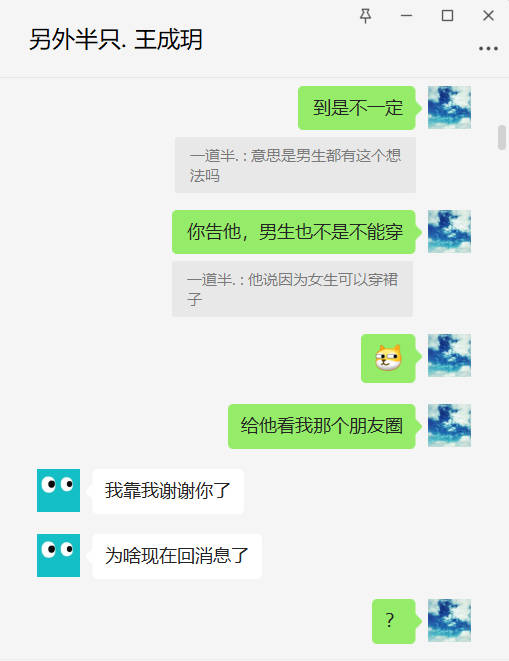 另外半只. 王成玥
到是不一定
一道半. : 意思是男生都有这个想
法吗
你告他，男生也不是不能穿
一道半. : 他说因为女生可以穿裙
子
给他看我那个朋友圈
我靠我谢谢你了
为啥现在回消息了
？